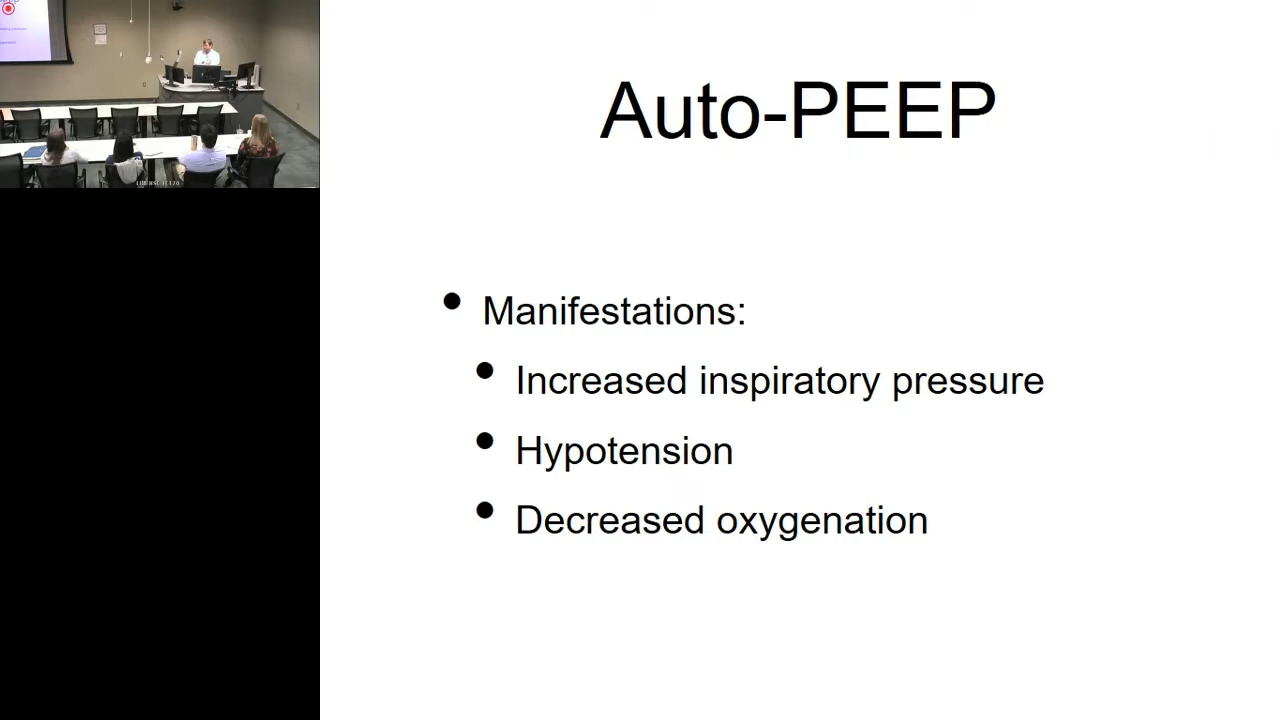 Auto-PEEP
Manifestations:
Increased inspiratory pressure
Hypotension
Decreased oxygenation